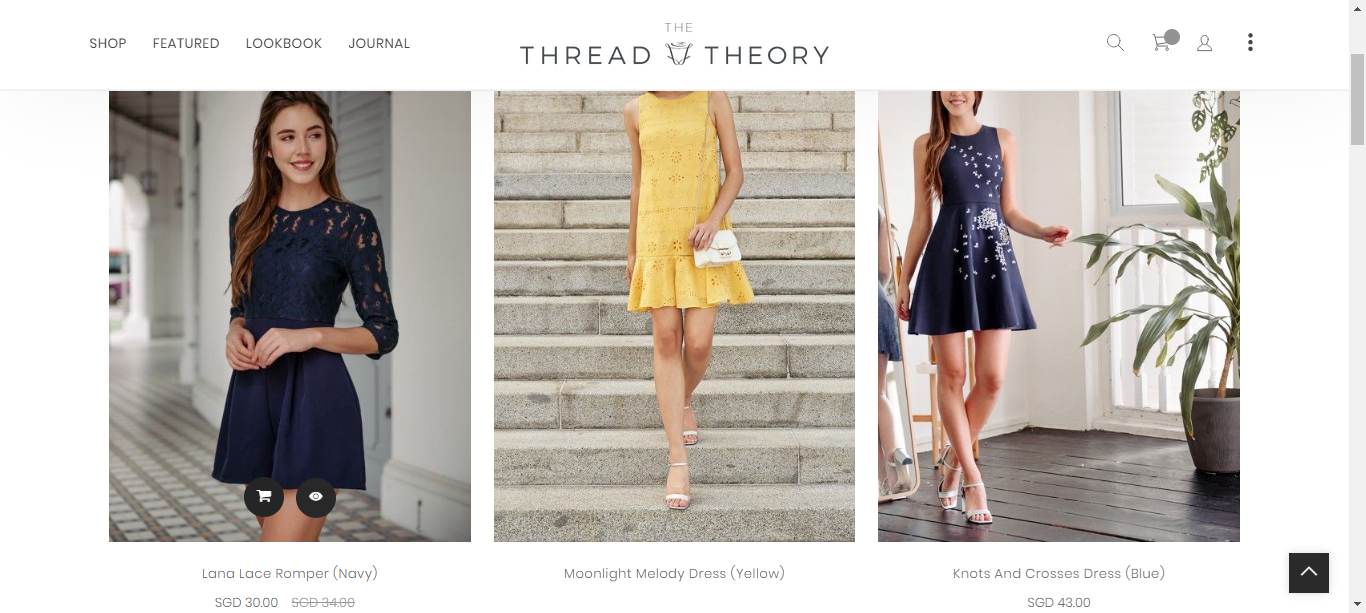 SHOP FEATURED LOOKBOOK JOURNAL
THE
THREAD THEORY
Lana Lace Romper (Navy)
SGD 30.00 SGD 34.00
Moonlight Melody Dress (Yellow)
Knots And Crosses Dress (Blue)
SGD 43.00